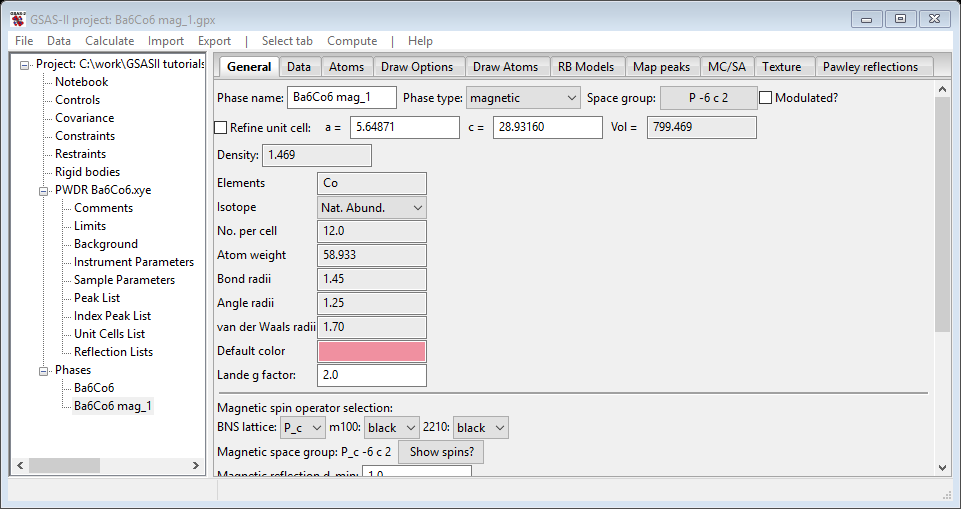 GSAS-II project: Ba6Co6 mag_1.gpx
File Data Calculate Import Export | Select tab Compute | Help
Project: C:\work\GSASII tutorials
Notebook
Controls
Covariance
Constraints
Restraints
Rigid bodies
PWDR Ba6Co6.xye
Comments
Limits
Background
Instrument Parameters
Sample Parameters
Peak List
Index Peak List
Unit Cells List
Reflection Lists
Phases
Ba6Co6
Ba6Co6 mag_1
General Data Atoms Draw Options Draw Atoms RB Models Map peaks MC/SA Texture Pawley reflections
Phase name: Ba6Co6 mag_1 Phase type: magnetic Space group: P -6 c 2 Modulated?
Refine unit cell: a = 5.64871 c = 28.93160 Vol = 799.469
Density: 1.469
Elements Co
Isotope Nat. Abund.
No. per cell 12.0
Atom weight 58.933
Bond radii 1.45
Angle radii 1.25
van der Waals radii 1.70
Default color
Lande g factor: 2.0
Magnetic spin operator selection:
BNS lattice: P_c m100: black 2210: black
Magnetic space group: P_c -6 c 2 Show spins?
Magnetic reflection d_min: 1.0